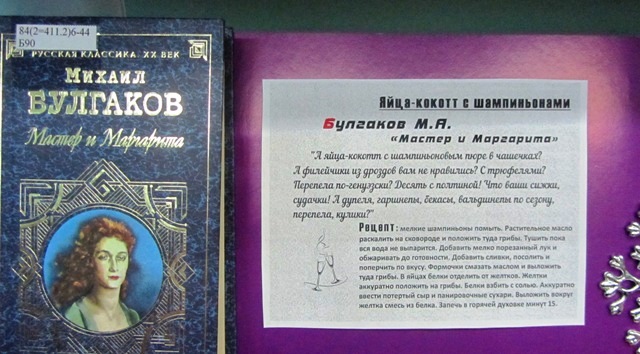 84(2=411.2)6-44
Б90
РУССКАЯ КЛАССИКА. XX ВЕК
МИХАИЛ
БУЛГАКОВ
Мастер и Маргарита
Яйца-кокотт с шампиньонами
Булгаков М.А.
«Мастер и Маргарита»
"А яйца-кокотт с шампиньоновым пюре в чашечках?
А филейчики из дроздов вам не нравились? С трюфелями?
Перепела по-генуэзски? Десять с полтиной! Что ваши сижки,
судачки! А дупеля, гаршнепы, бекасы, вальдшнепы по сезону,
перепела, кулики?"
Рецепт: мелкие шампиньоны помыть. Растительное масло
раскалить на сковороде и положить туда грибы. Тушить пока
вся вода не выпарится. Добавить мелко порезанный лук и
обжаривать до готовности. Добавить сливки, посолить и
поперчить по вкусу. Формочки смазать маслом и выложить
туда грибы. В яйцах белки отделить от желтков. Желтки
аккуратно положить на грибы. Белки взбить с солью. Аккуратно
ввести потертый сыр и панировочные сухари. Выложить вокруг
желтка смесь из белка. Запечь в горячей духовке минут 15.